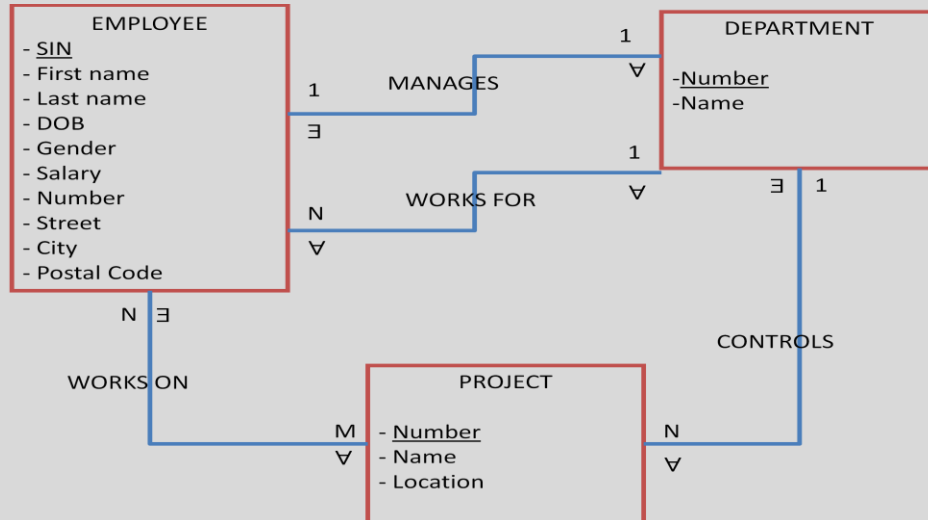 EMPLOYEE
- SIN
- First name
- Last name
- DOB
- Gender
- Salary
- Number
- Street
- City
- Postal Code
1
∃
MANAGES
1
∀
DEPARTMENT
-Number
-Name
N
∀
WORKS FOR
1
∀
∃ 1
CONTROLS
N ∃
WORKS ON
M
∀
PROJECT
- Number
- Name
- Location
N
∀